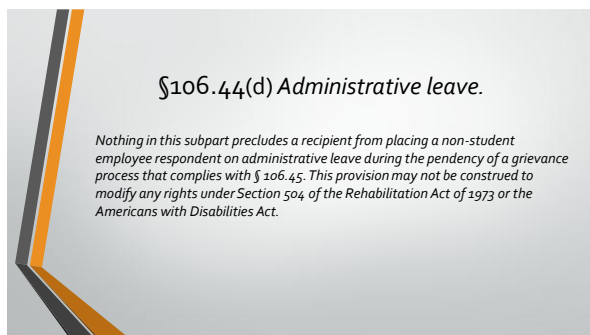 §106.44(d) Administrative leave.
Nothing in this subpart precludes a recipient from placing a non-student
employee respondent on administrative leave during the pendency of a grievance
process that complies with § 106.45. This provision may not be construed to
modify any rights under Section 504 of the Rehabilitation Act of 1973 or the
Americans with Disabilities Act.